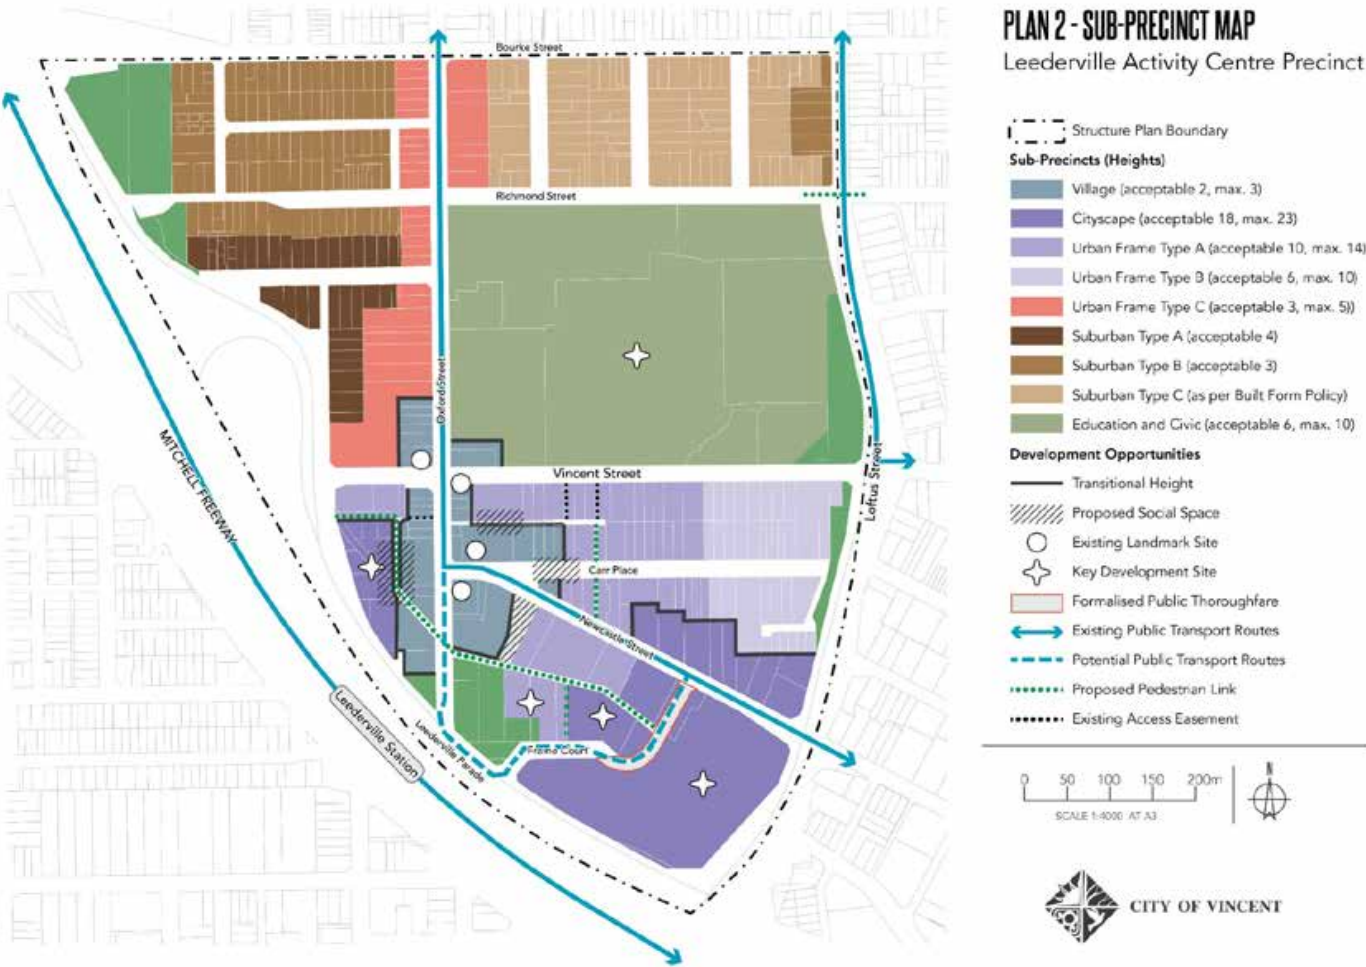 PLAN 2 - SUB-PRECINCT MAP
Leederville Activity Centre Precinct
Structure Plan Boundary
Sub-Precincts (Heights)
Village (acceptable 2, max. 3)
Cityscape (acceptable 18, max. 23)
Urban Frame Type A (acceptable 10, max. 14)
Urban Frame Type B (acceptable 6, max. 10)
Urban Frame Type C (acceptable 3, max. 5))
Suburban Type A (acceptable 4)
Suburban Type B (acceptable 3)
Suburban Type C (as per Built Form Policy)
Education and Civic (acceptable 6, max. 10)
Development Opportunities
Transitional Height
Proposed Social Space
Existing Landmark Site
Key Development Site
Formalised Public Thoroughfare
Existing Public Transport Routes
Potential Public Transport Routes
Proposed Pedestrian Link
Existing Access Easement
0 50 100 150 200m
SCALE 1:4000 AT A3
N
CITY OF VINCENT
Bourke Street
Richmond Street
Oxford Street
Vincent Street
Loftus Street
MITCHELL FREEWAY
Carr Place
Newcastle Street
Leederville Station
Leederville Parade
Frame Court